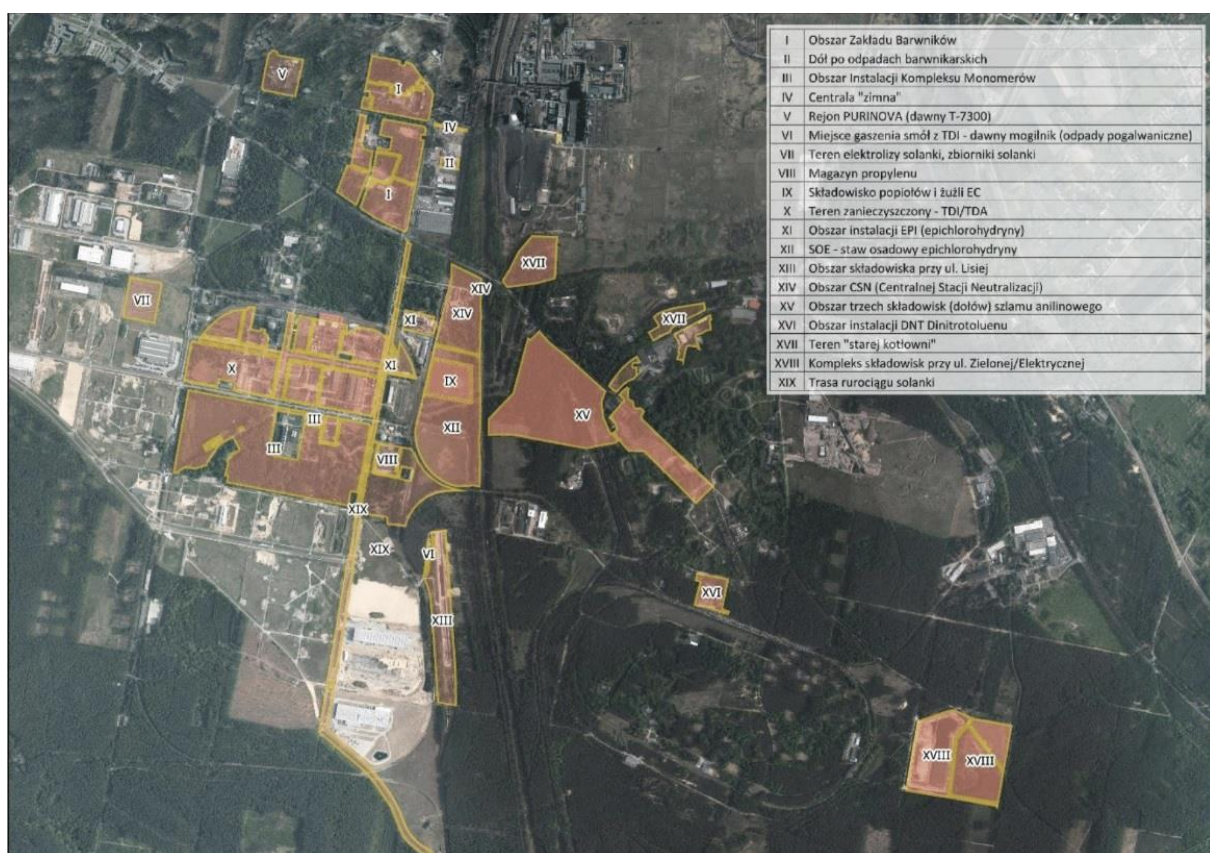 I Obszar Zakładu Barwników
II Dół po odpadach barwnikarskich
III Obszar Instalacji Kompleksu Monomerów
IV Centrala "zimna"
V Rejon PURINOVA (dawny T-7300)
VI Miejsce gaszenia smół z TDI - dawny mogilnik (odpady pogalwaniczne)
VII Teren elektrolizy solanki, zbiorniki solanki
VIII Magazyn propylenu
IX Składowisko popiołów i żużli EC
X Teren zanieczyszczony - TDI/TDA
XI Obszar instalacji EPI (epichlorohydryny)
XII SOE - staw osadowy epichlorohydryny
XIII Obszar składowiska przy ul. Lisiej
XIV Obszar CSN (Centralnej Stacji Neutralizacji)
XV Obszar trzech składowisk (dołów) szlamu anilinowego
XVI Obszar instalacji DNT Dinitrotoluenu
XVII Teren "starej kotłowni"
XVIII Kompleks składowisk przy ul. Zielonej/Elektrycznej
XIX Trasa rurociągu solanki
V
I
IV
II
I
XVII
XIV
VII
XIV
XI
XVII
XI
X
IX
XV
III
XII
III
VIII
XIX
XIX
VI
XVI
XIII
XVIII
XVIII